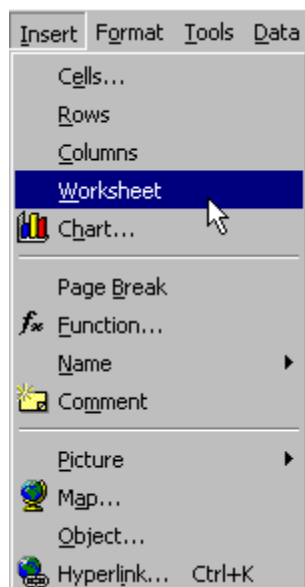 Insert Format Tools Data
Cells...
Rows
Columns
Worksheet
Chart...
Page Break
fx Function...
Name
Comment
Picture
Map...
Object...
Hyperlink... Ctrl+K